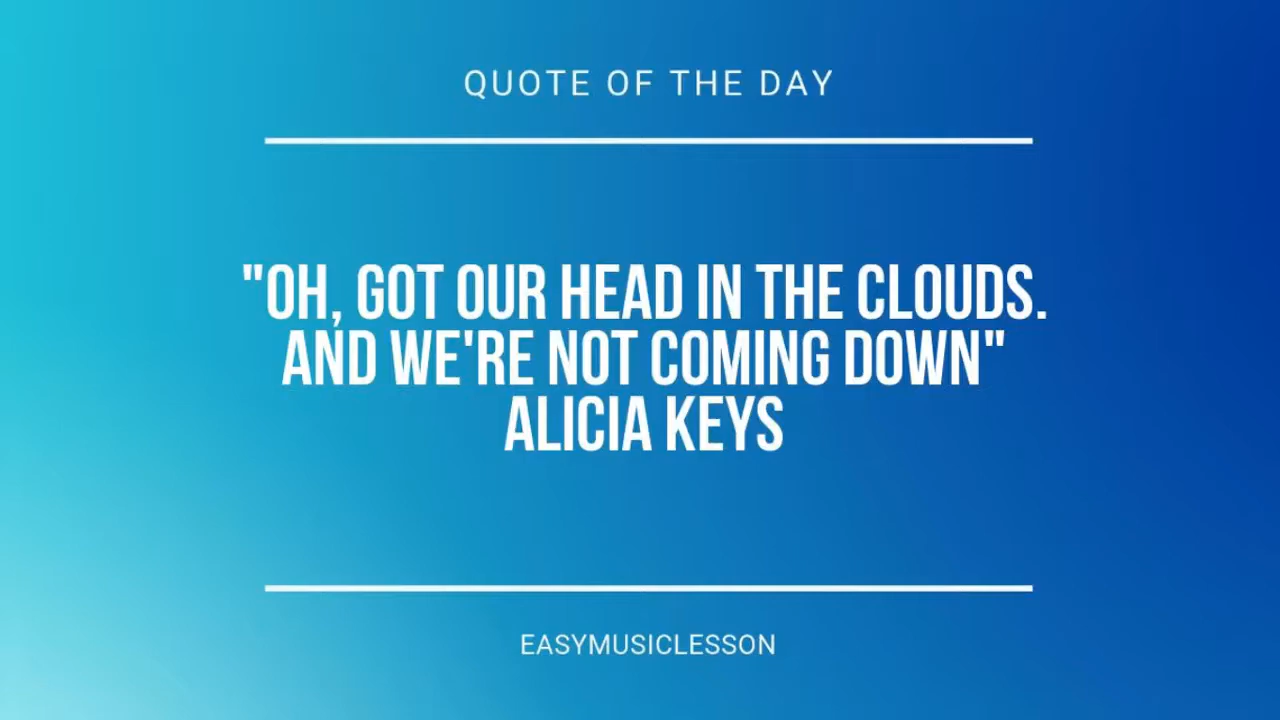 QUOTE OF THE DAY
"OH, GOT OUR HEAD IN THE CLOUDS.
AND WE'RE NOT COMING DOWN"
ALICIA KEYS
EASYMUSICLESSON